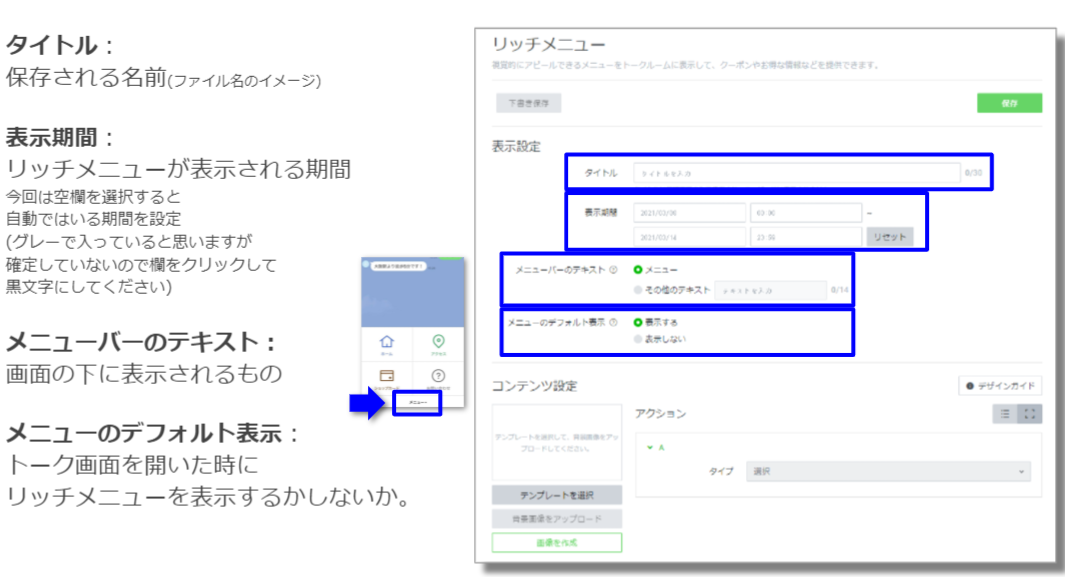 タイトル：
保存される名前(ファイル名のイメージ)
表示期間：
リッチメニューが表示される期間
今回は空欄を選択すると
自動ではいる期間を設定
(グレーで入っていると思いますが
確定していないので欄をクリックして
黒文字にしてください)
メニューバーのテキスト：
画面の下に表示されるもの
メニューのデフォルト表示：
トーク画面を開いた時に
リッチメニューを表示するかしないか。
ホーム
アクセス
メニュー
リッチメニュー
視覚的にアピールできるメニューをトークルームに表示して、クーポンやお得な情報などを提供できます。
下書き保存
保存
表示設定
タイトル
タイトルを入力
0/30
表示期間
2021/03/08
00:00
–
2021/03/14
23:59
リセット
メニューバーのテキスト
メニュー
その他のテキスト
テキストを入力
0/14
メニューのデフォルト表示
表示する
表示しない
コンテンツ設定
デザインガイド
テンプレートを選択して、背景画像をアッ
プロードしてください。
アクション
A
タイプ
選択
テンプレートを選択
背景画像をアップロード
画像を作成